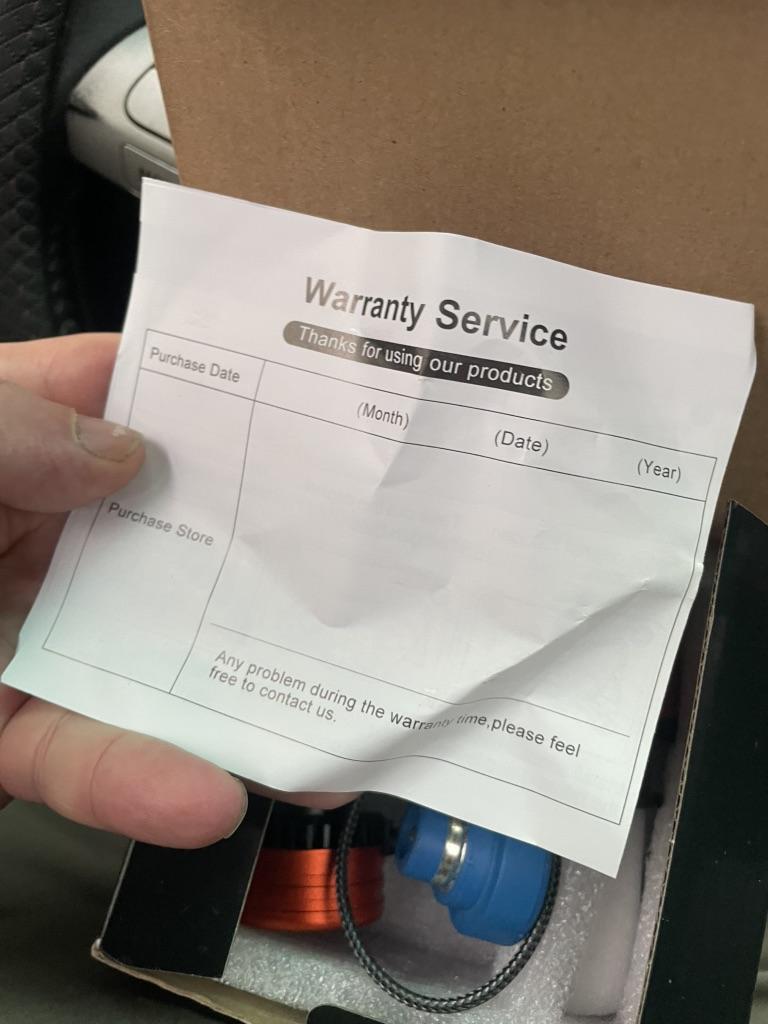 Warranty Service
Thanks for using our products
Purchase Date
(Month) (Date) (Year)
Purchase Store
Any problem during the warranty time,please feel
free to contact us.